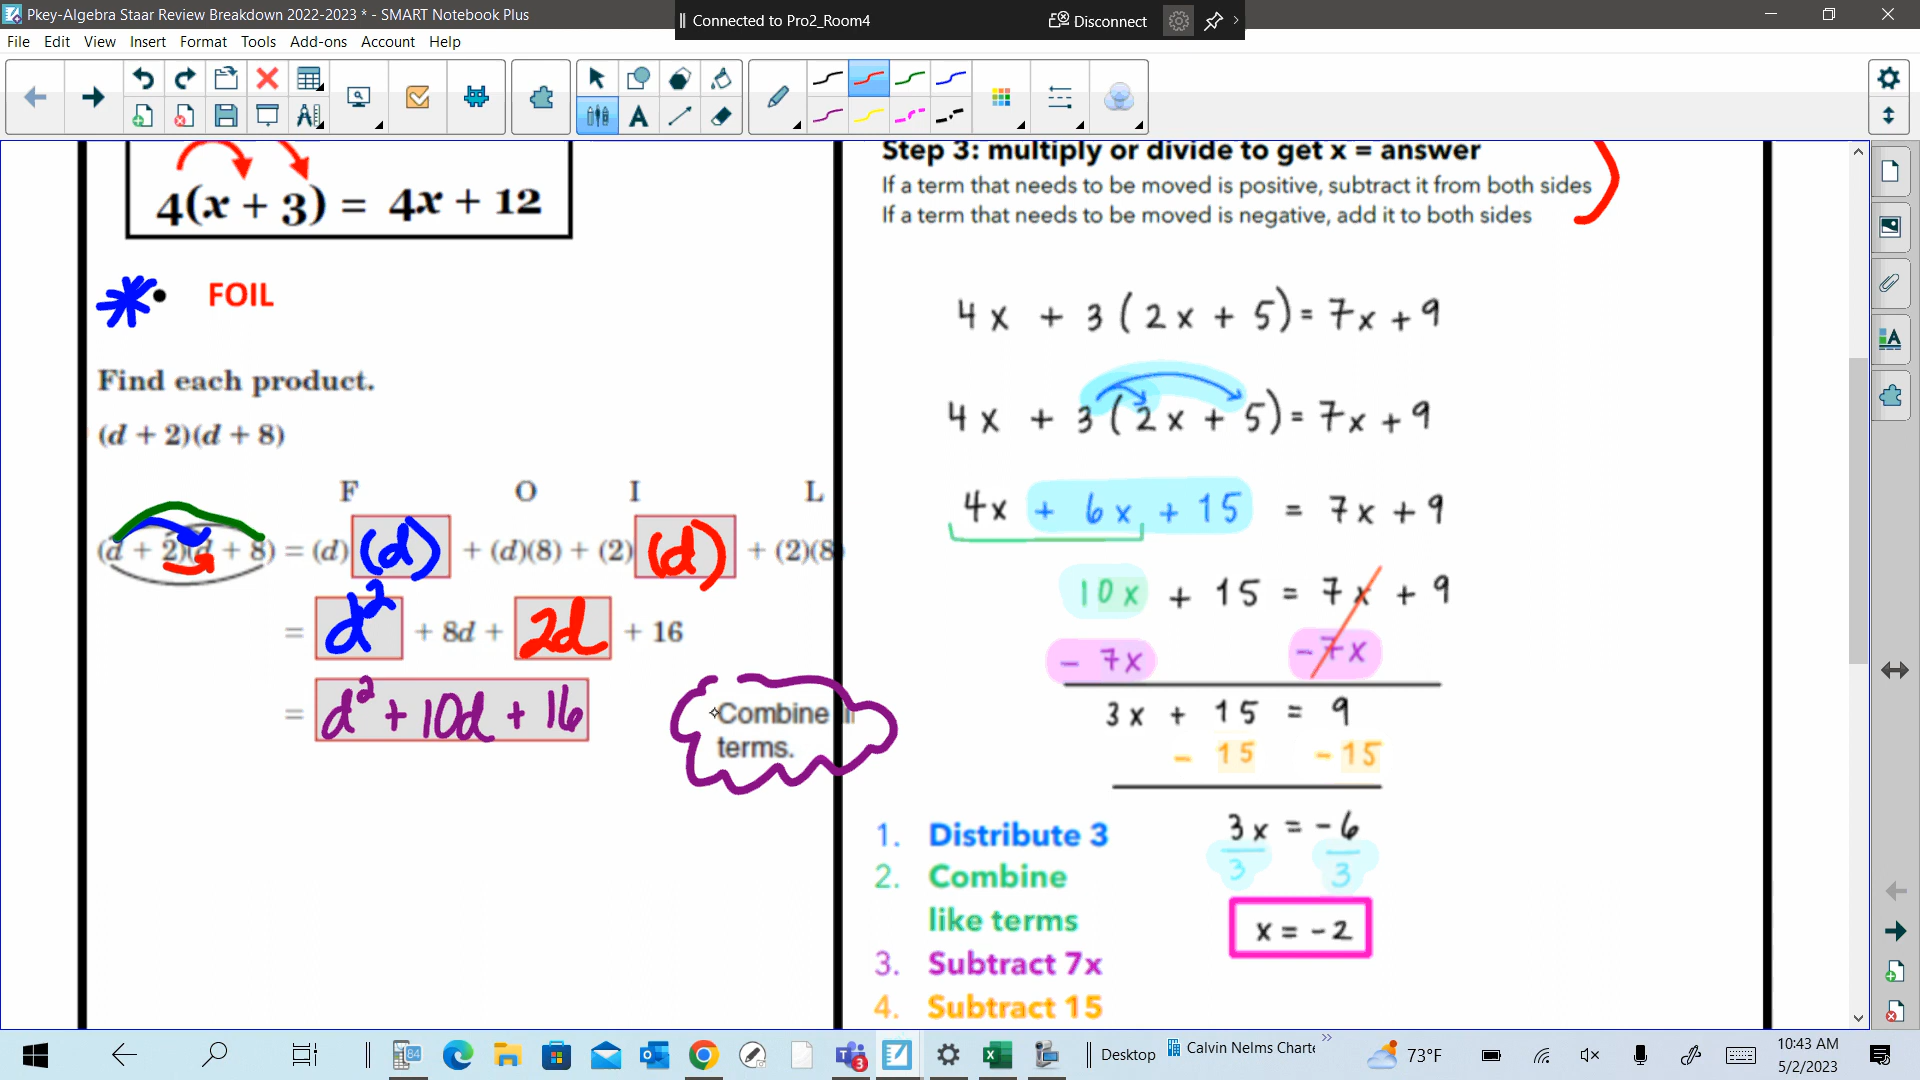 Pkey-Algebra Staar Review Breakdown 2022-2023 * - SMART Notebook Plus
Connected to Pro2_Room4
Disconnect
File Edit View Insert Format Tools Add-ons Account Help
4(x + 3) = 4x + 12
• FOIL
Find each product.
(d + 2)(d + 8)
F O I L
(d + 2)(d + 8) = (d) (d) + (d)(8) + (2) (d) + (2)(8
= d² + 8d + 2d + 16
= d² + 10d + 16
Combine
terms.
Step 3: multiply or divide to get x = answer
If a term that needs to be moved is positive, subtract it from both sides
If a term that needs to be moved is negative, add it to both sides
4x + 3(2x + 5) = 7x + 9
4x + 3(2x + 5) = 7x + 9
4x + 6x + 15 = 7x + 9
10x + 15 = 7x + 9
- 7x - 7x
3x + 15 = 9
- 15 - 15
3x = -6
3 3
x = -2
1. Distribute 3
2. Combine
like terms
3. Subtract 7x
4. Subtract 15
84
3
Desktop
Calvin Nelms Charte
73°F
10:43 AM
5/2/2023